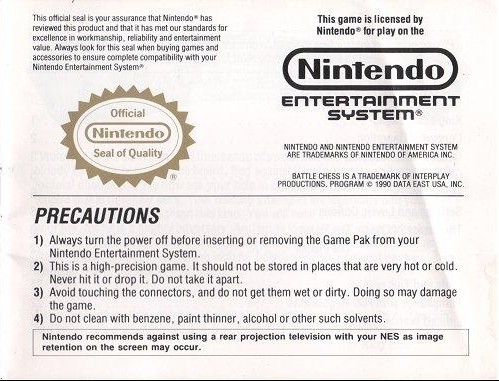 This official seal is your assurance that Nintendo® has
reviewed this product and that it has met our standards for
excellence in workmanship, reliability and entertainment
value. Always look for this seal when buying games and
accessories to ensure complete compatibility with your
Nintendo Entertainment System®
Official
Nintendo
Seal of Quality
®
This game is licensed by
Nintendo® for play on the
Nintendo
ENTERTAINMENT
SYSTEM®
NINTENDO AND NINTENDO ENTERTAINMENT SYSTEM
ARE TRADEMARKS OF NINTENDO OF AMERICA INC.
BATTLE CHESS IS A TRADEMARK OF INTERPLAY
PRODUCTIONS. PROGRAM © 1990 DATA EAST USA, INC.
PRECAUTIONS
1) Always turn the power off before inserting or removing the Game Pak from your
Nintendo Entertainment System.
2) This is a high-precision game. It should not be stored in places that are very hot or cold.
Never hit it or drop it. Do not take it apart.
3) Avoid touching the connectors, and do not get them wet or dirty. Doing so may damage
the game.
4) Do not clean with benzene, paint thinner, alcohol or other such solvents.
Nintendo recommends against using a rear projection television with your NES as image
retention on the screen may occur.